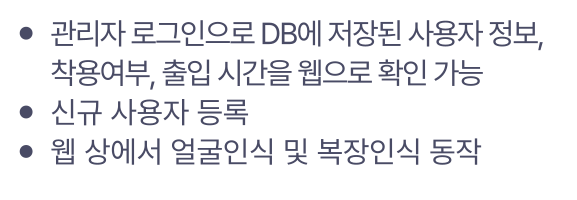 • 관리자 로그인으로 DB에 저장된 사용자 정보,
착용여부, 출입 시간을 웹으로 확인 가능
• 신규 사용자 등록
• 웹 상에서 얼굴인식 및 복장인식 동작